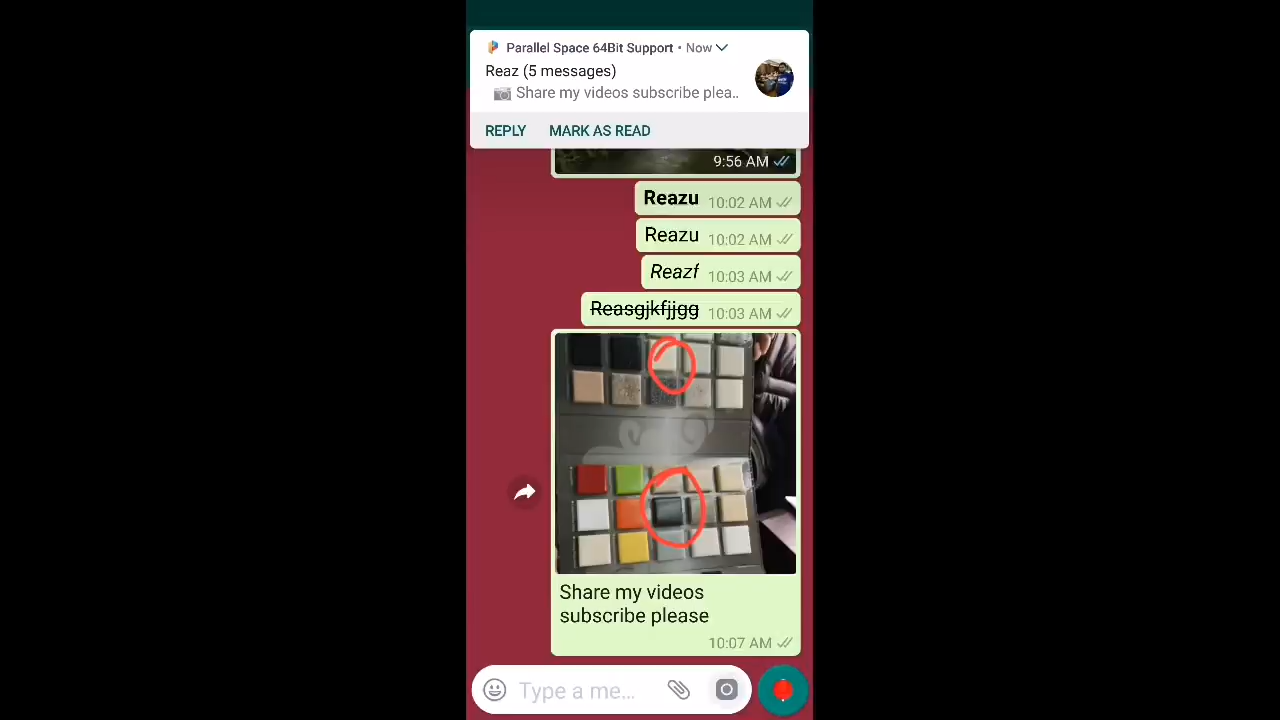 Parallel Space 64Bit Support • Now
Reaz (5 messages)
Share my videos subscribe plea..
REPLY MARK AS READ
9:56 AM
Reazu 10:02 AM
Reazu 10:02 AM
Reazf 10:03 AM
Reasgjkfjjgg 10:03 AM
Share my videos
subscribe please
10:07 AM
Type a me...